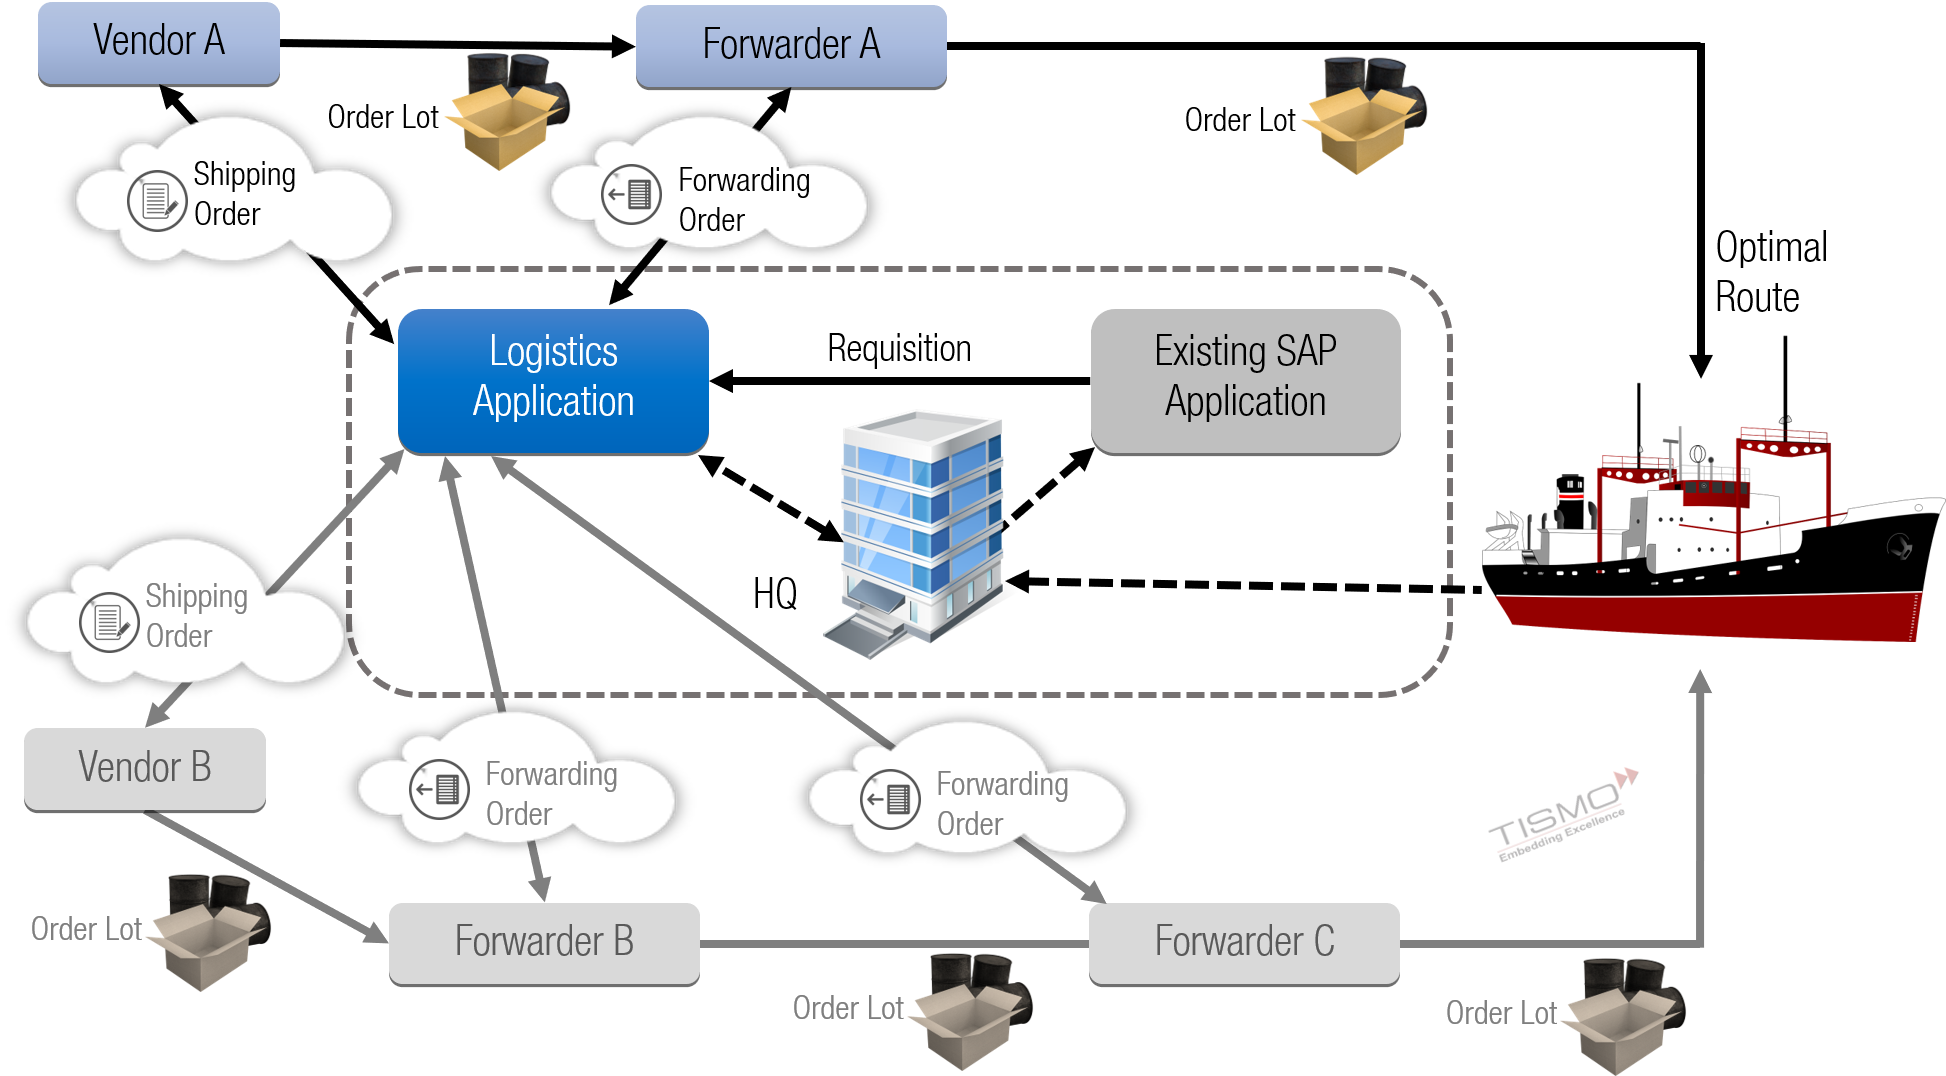 Vendor A
Forwarder A
Order Lot
Order Lot
Shipping
Order
Forwarding
Order
Optimal
Route
Logistics
Application
Requisition
Existing SAP
Application
HQ
Shipping
Order
Vendor B
Forwarding
Order
Forwarding
Order
TISMO
Embedding Excellence
Order Lot
Forwarder B
Forwarder C
Order Lot
Order Lot